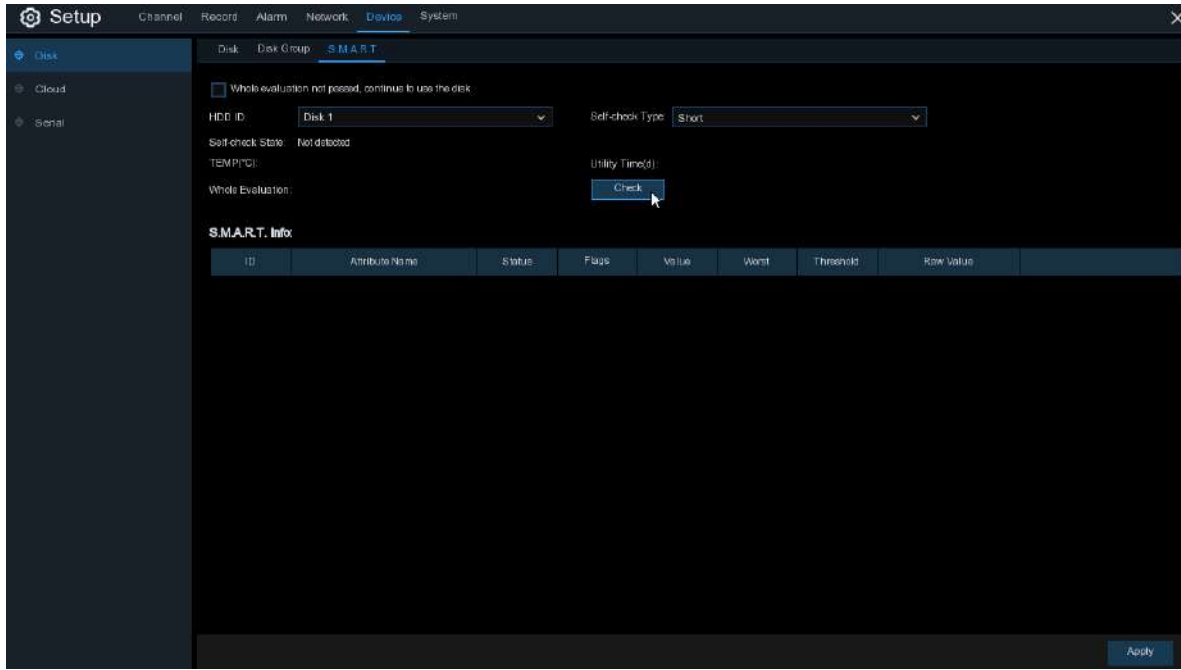 Setup Channel Record Alarm Network Device System
Disk Disk Group S.M.A.R.T
Disk
Cloud
Serial
Whole evaluation not passed, continue to use the disk
HDD ID: Disk 1 Self-check Type: Short
Self-check State: Not detected
TEMP(°C): Utility Time(d):
Whole Evaluation: Check
S.M.A.R.T. Info:
ID Attribute Name Status Flags Value Worst Threshold Raw Value
Apply